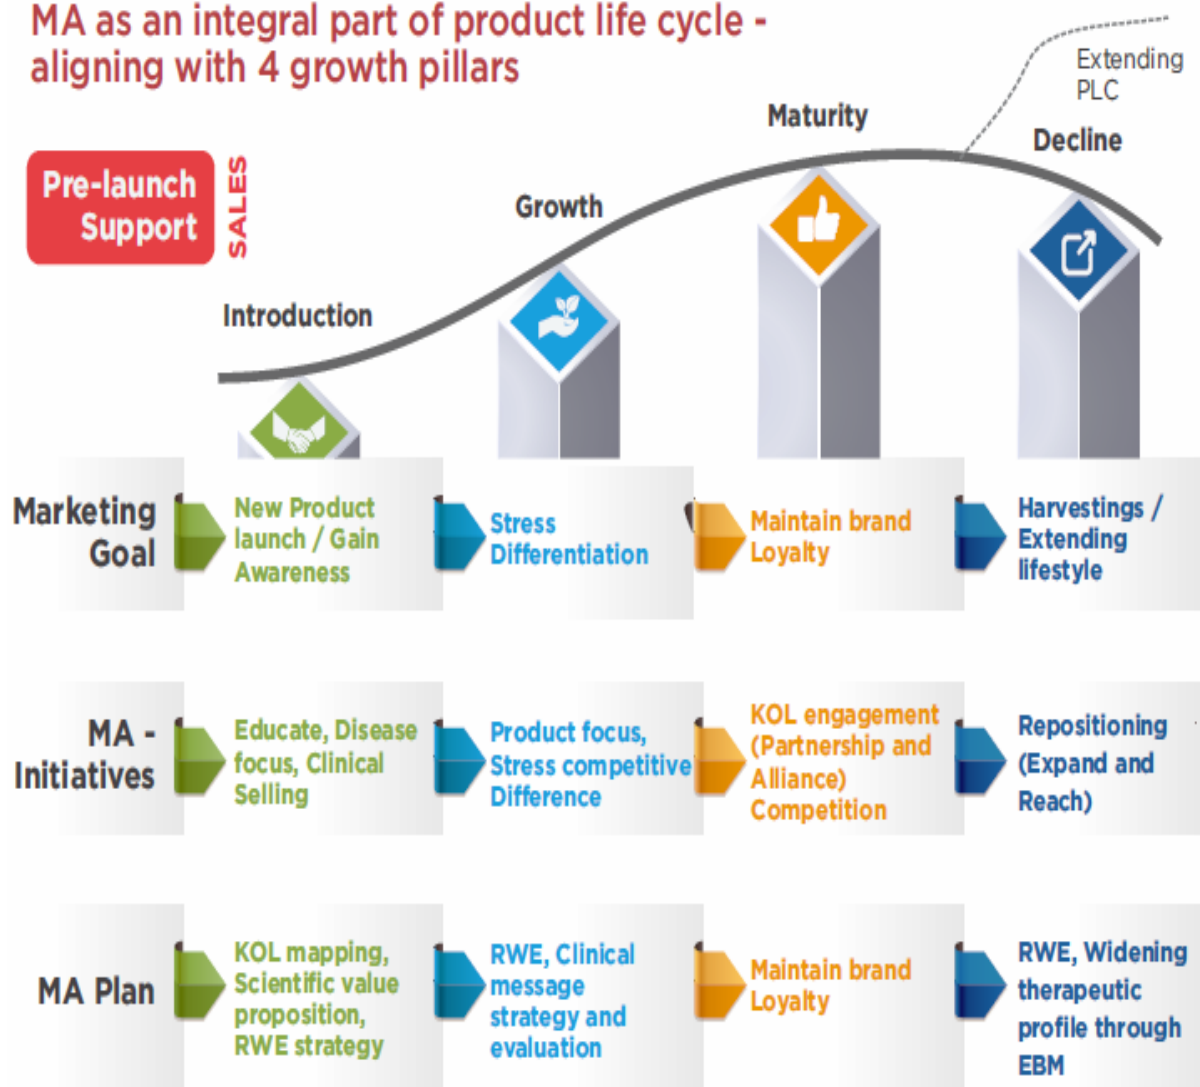 MA as an integral part of product life cycle -
aligning with 4 growth pillars
Extending
PLC
Maturity
Decline
Pre-launch
Support
SALES
Growth
Introduction
Marketing
Goal
New Product
launch / Gain
Awareness
Stress
Differentiation
Maintain brand
Loyalty
Harvestings /
Extending
lifestyle
MA -
Initiatives
Educate, Disease
focus, Clinical
Selling
Product focus,
Stress competitive
Difference
KOL engagement
(Partnership and
Alliance)
Competition
Repositioning
(Expand and
Reach)
MA Plan
KOL mapping,
Scientific value
proposition,
RWE strategy
RWE, Clinical
message
strategy and
evaluation
Maintain brand
Loyalty
RWE, Widening
therapeutic
profile through
EBM